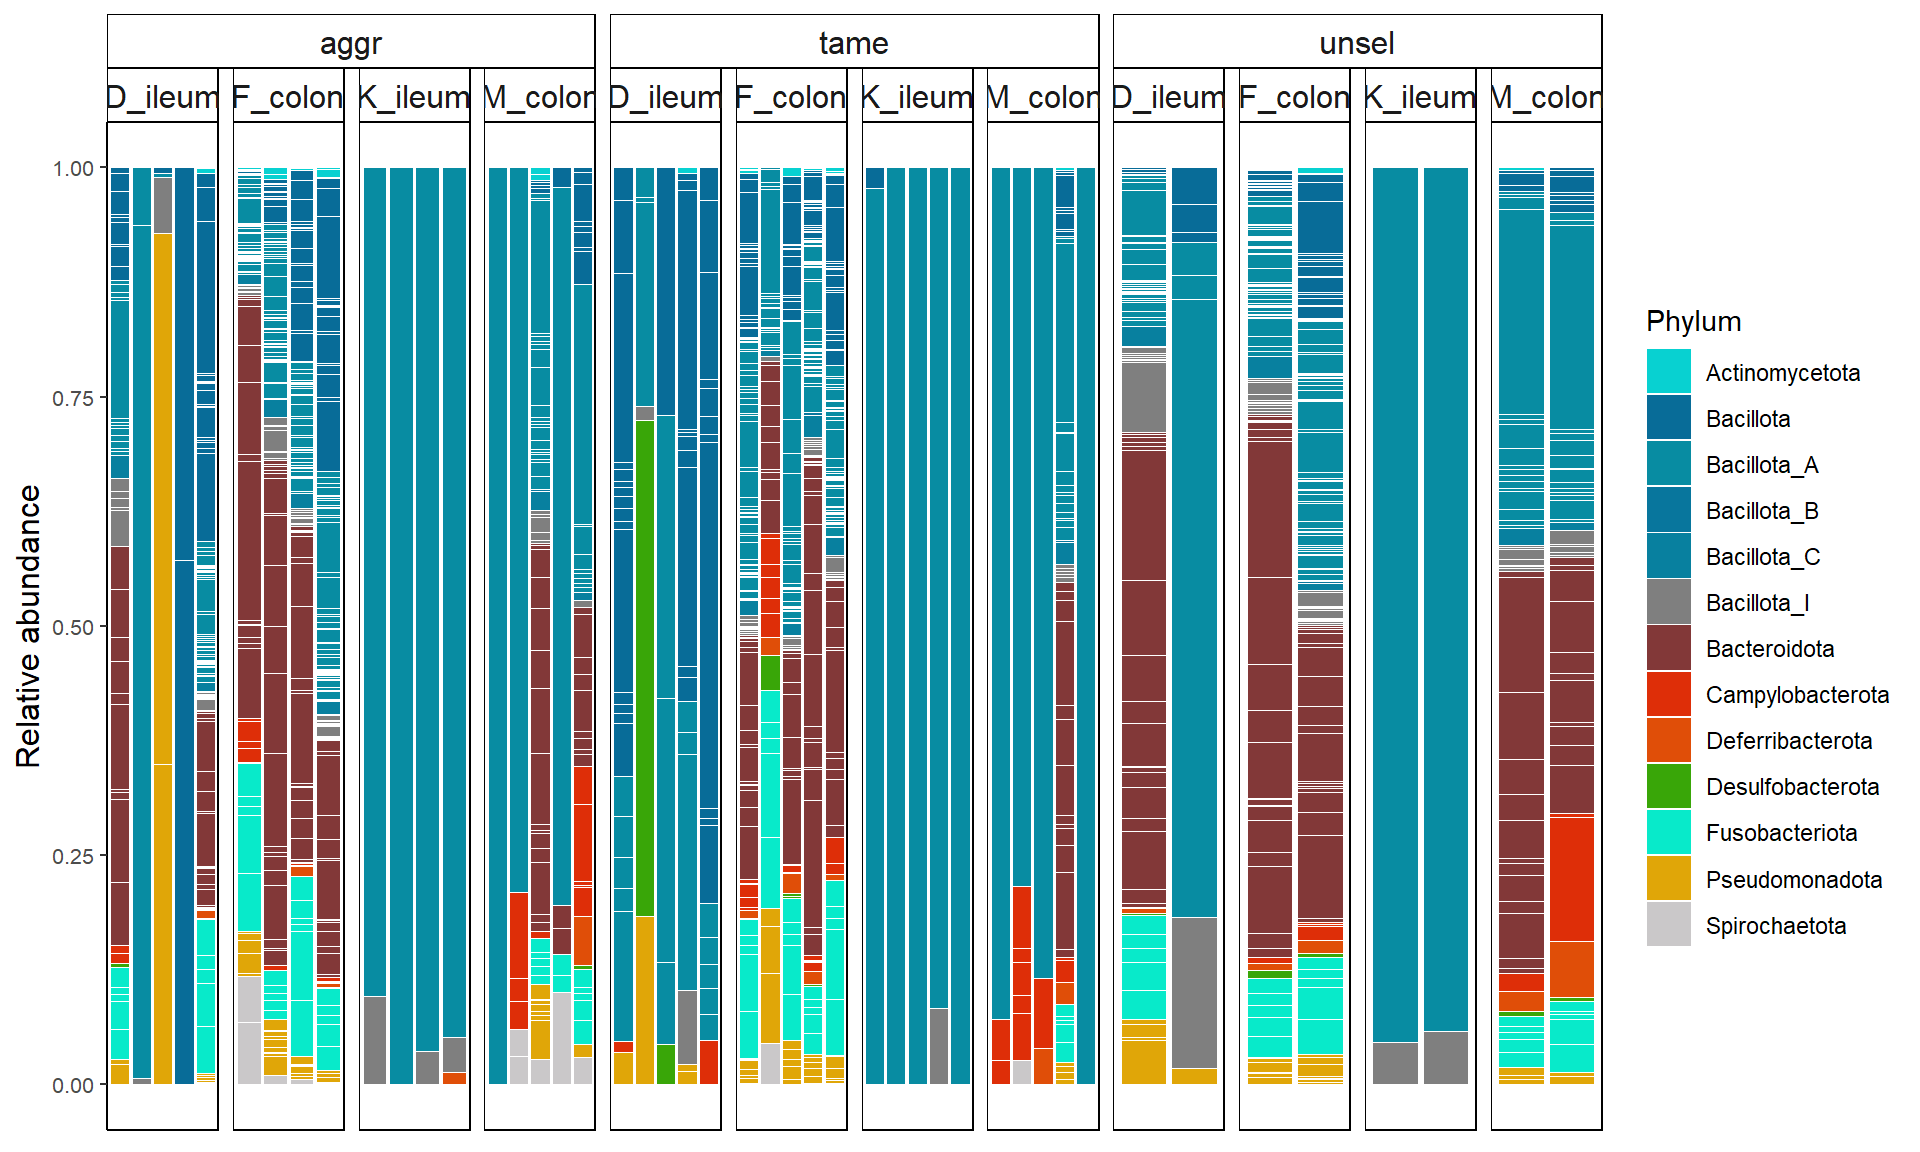 aggr
tame
unsel
D_ileum
F_colon
K_ileum
M_colon
D_ileum
F_colon
K_ileum
M_colon
D_ileum
F_colon
K_ileum
M_colon
1.00
0.75
0.50
0.25
0.00
Relative abundance
Phylum
Actinomycetota
Bacillota
Bacillota_A
Bacillota_B
Bacillota_C
Bacillota_I
Bacteroidota
Campylobacterota
Deferribacterota
Desulfobacterota
Fusobacteriota
Pseudomonadota
Spirochaetota